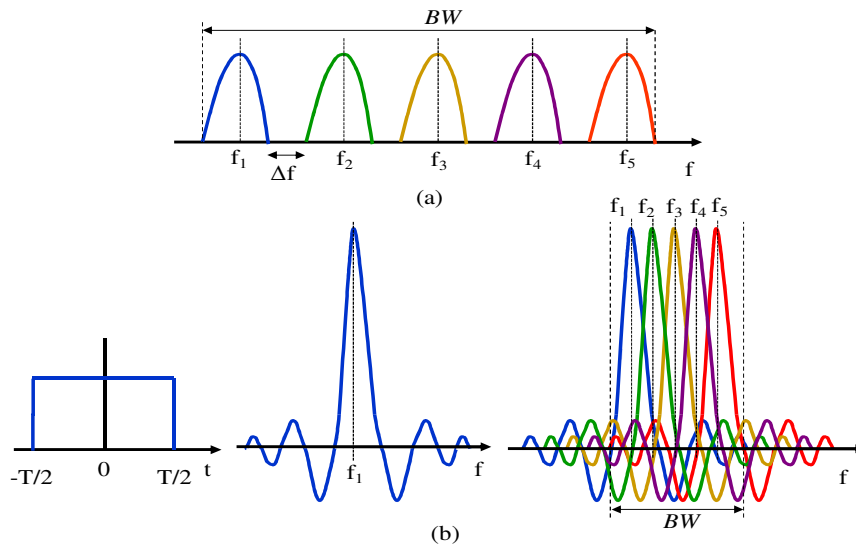 BW
f₁ f₂ f₃ f₄ f₅ f
Δf
(a)
f₁ f₂ f₃ f₄ f₅
-T/2 0 T/2 t
f₁ f
f
BW
(b)